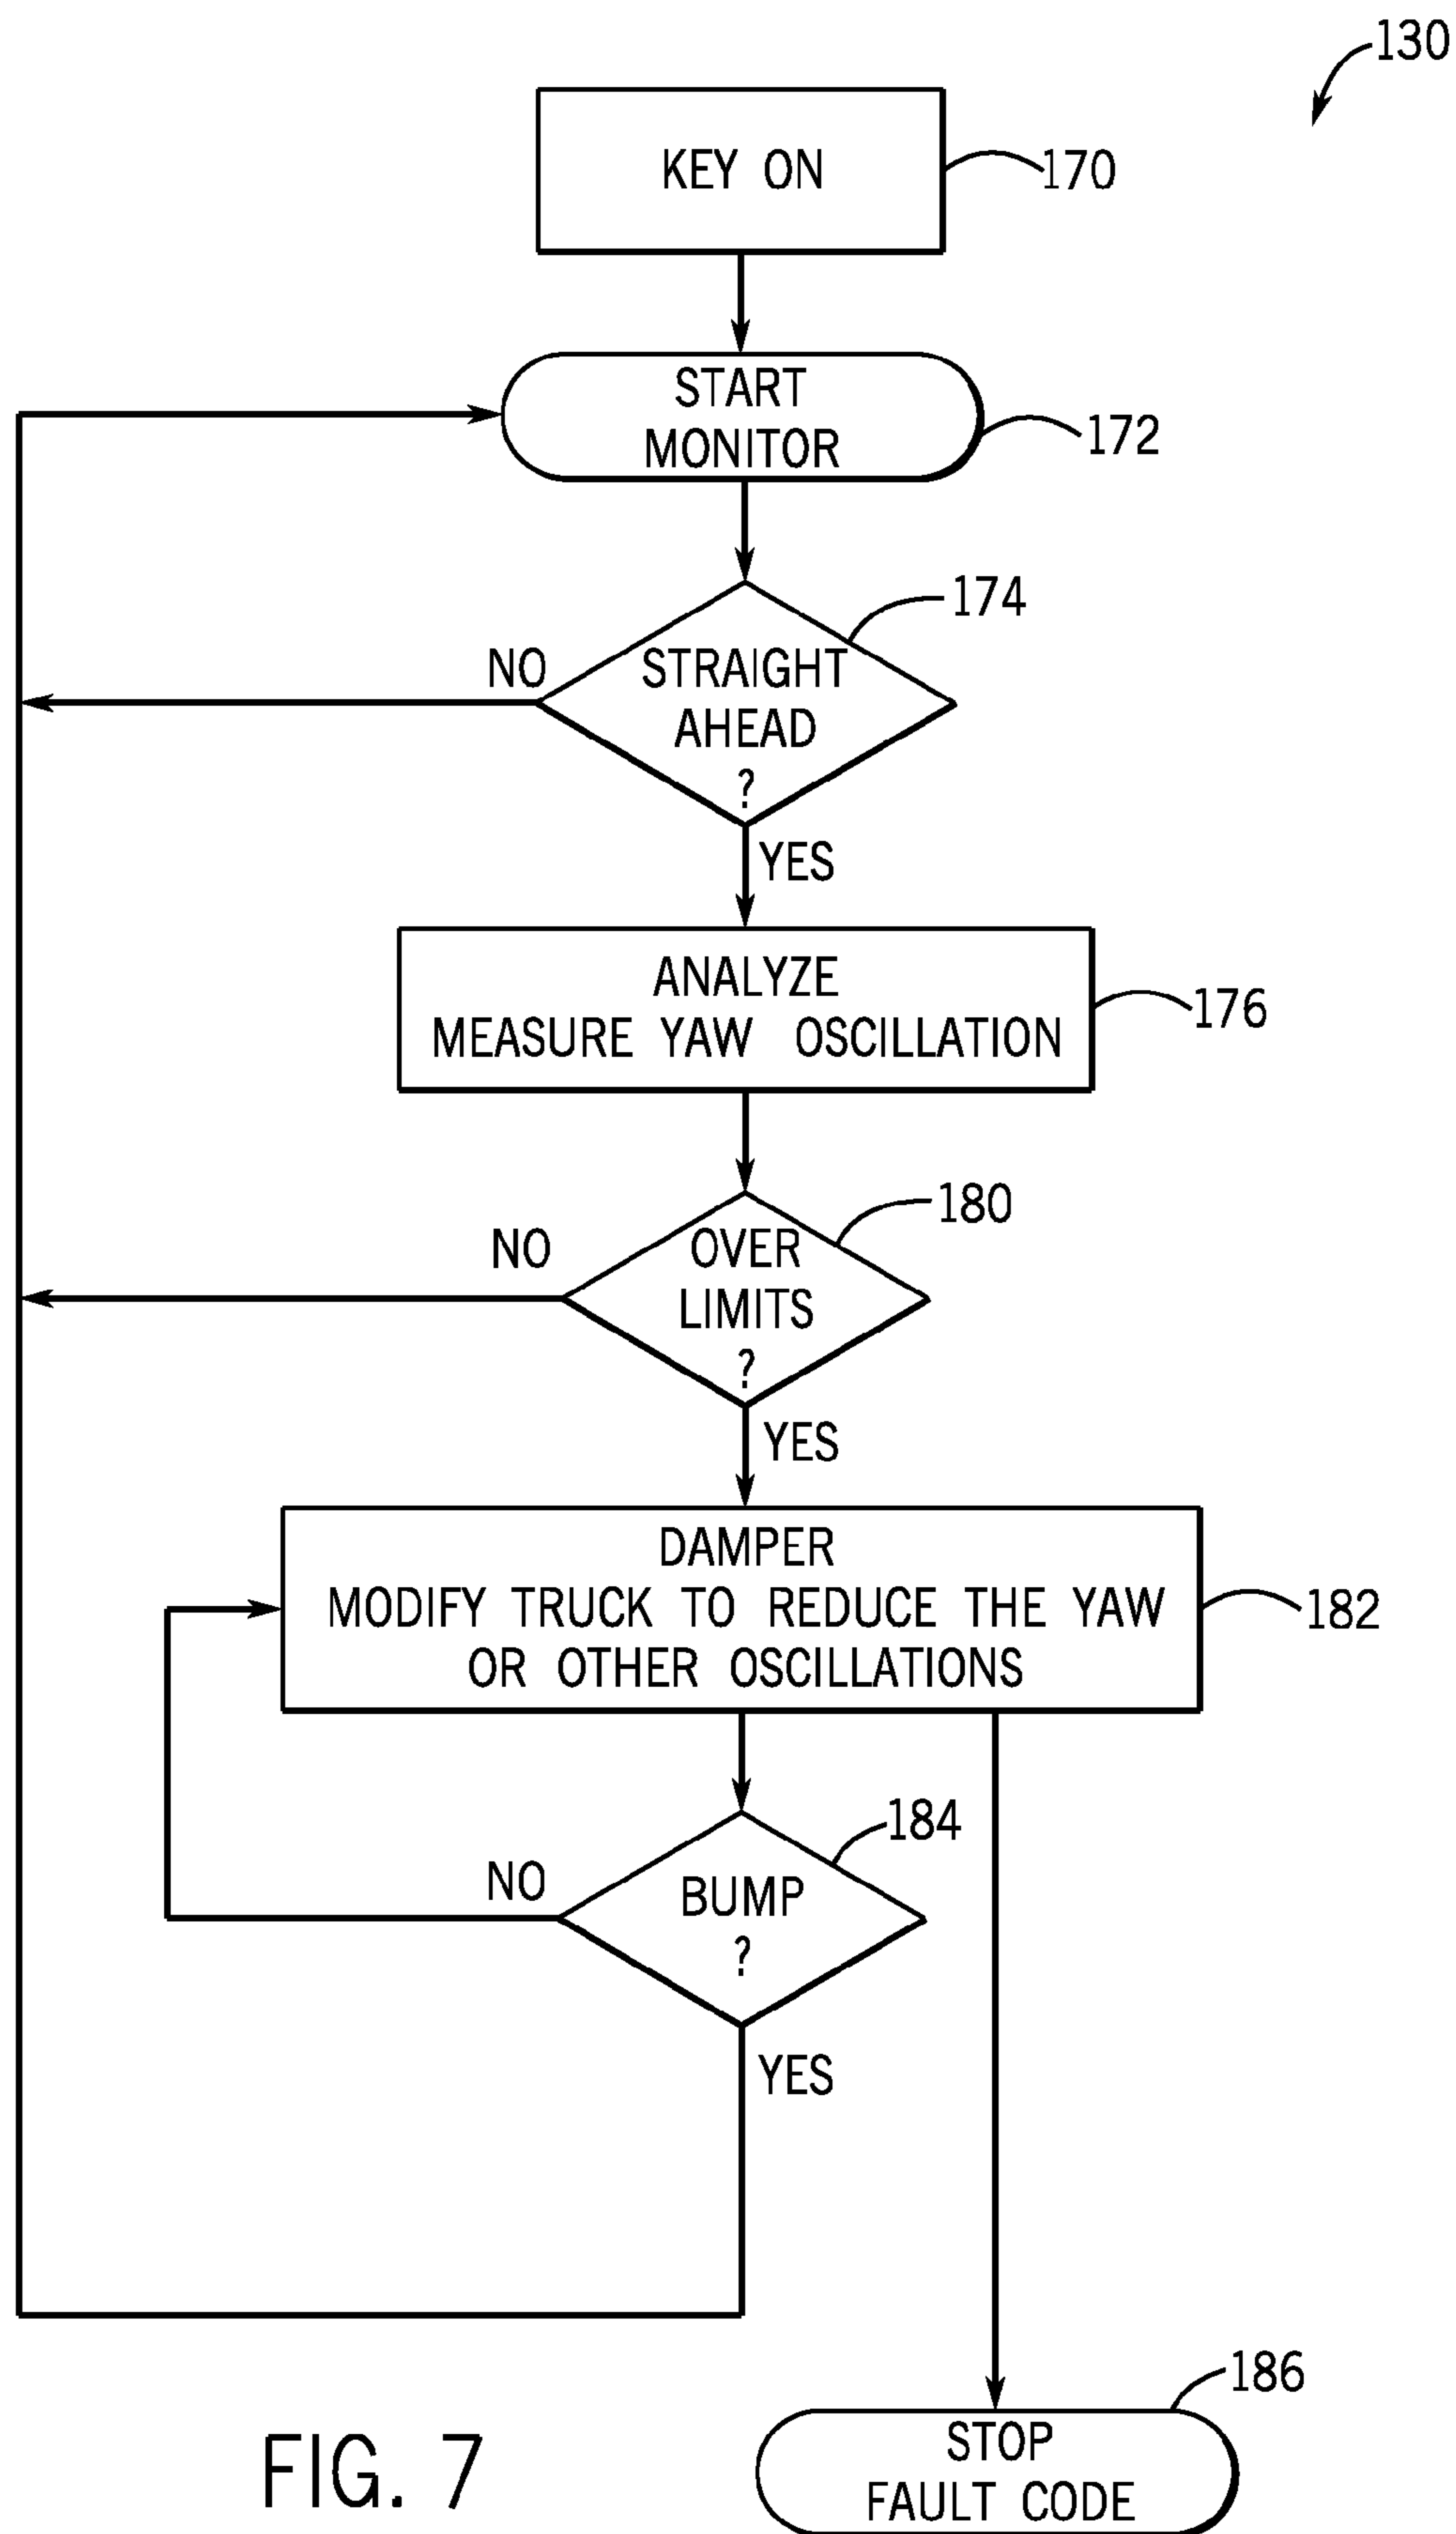 130
KEY ON
170
START
MONITOR
172
174
NO
STRAIGHT
AHEAD
?
YES
ANALYZE
MEASURE YAW OSCILLATION
176
180
NO
OVER
LIMITS
?
YES
DAMPER
MODIFY TRUCK TO REDUCE THE YAW
OR OTHER OSCILLATIONS
182
184
NO
BUMP
?
YES
186
STOP
FAULT CODE
FIG. 7